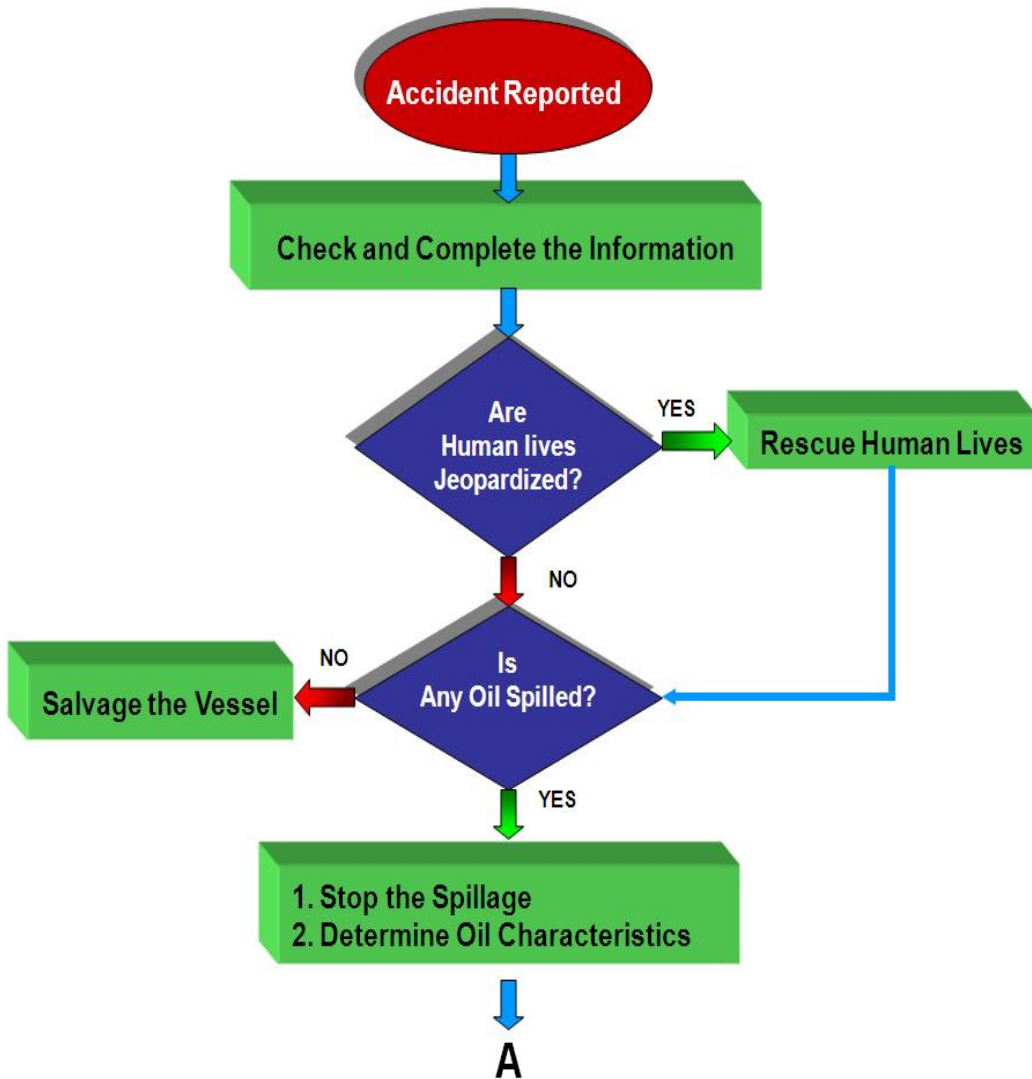 Accident Reported
Check and Complete the Information
Are
Human lives
Jeopardized?
YES
Rescue Human Lives
NO
Is
Any Oil Spilled?
NO
Salvage the Vessel
YES
1. Stop the Spillage
2. Determine Oil Characteristics
A